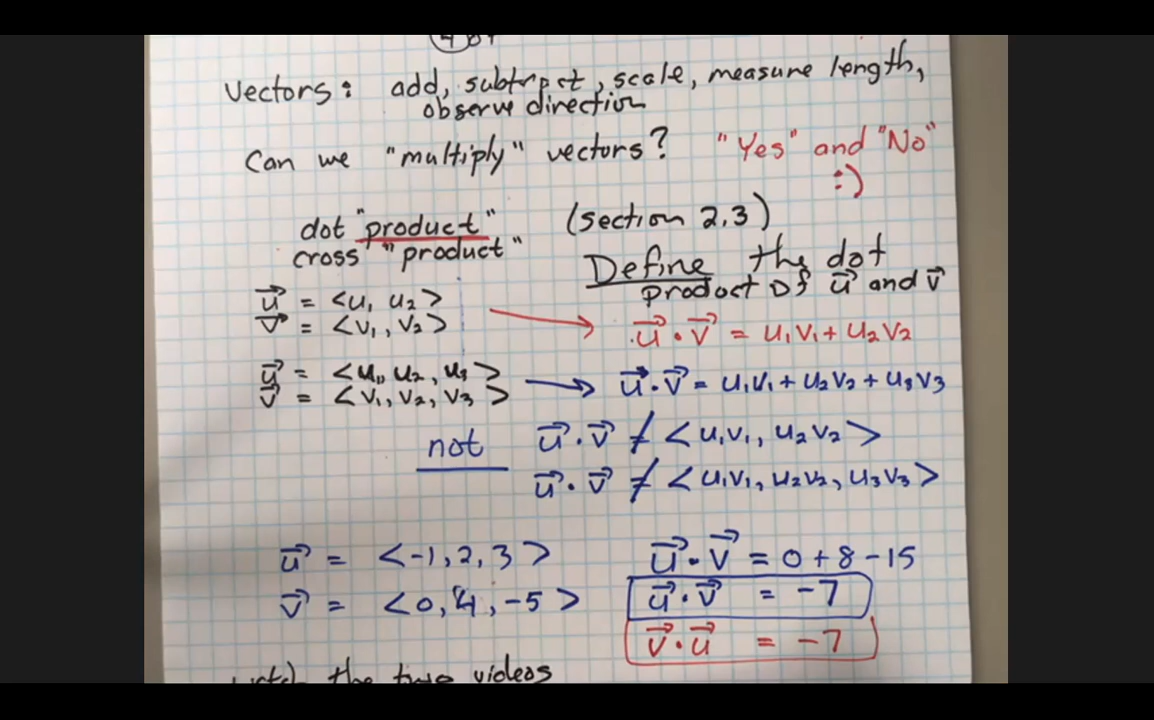 Vectors: add, subtract, scale, measure length,
observe direction
Can we "multiply" vectors? "Yes" and "No"
:)
dot "product" (section 2.3)
cross "product"
Define the dot
product of u⃗ and v⃗
u⃗ = <u₁ u₂>
v⃗ = <v₁, v₂>
u⃗ · v⃗ = u₁v₁ + u₂v₂
u⃗ = <u₁, u₂, u₃>
v⃗ = <v₁, v₂, v₃>
u⃗ · v⃗ = u₁v₁ + u₂v₂ + u₃v₃
not u⃗ · v⃗ ≠ <u₁v₁, u₂v₂>
u⃗ · v⃗ ≠ <u₁v₁, u₂v₂, u₃v₃>
u⃗ = <-1, 2, 3> u⃗ · v⃗ = 0 + 8 - 15
v⃗ = <0, 4, -5> u⃗ · v⃗ = -7
v⃗ · u⃗ = -7
the two videos